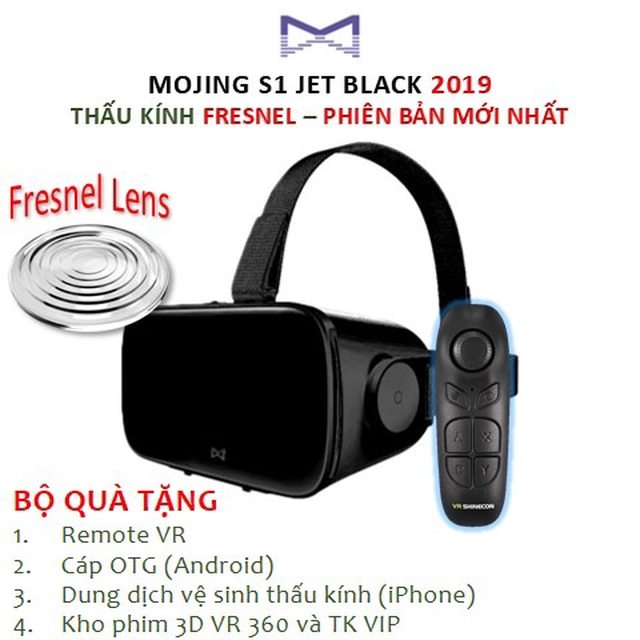 MOJING S1 JET BLACK 2019
THẤU KÍNH FRESNEL – PHIÊN BẢN MỚI NHẤT
Fresnel Lens
A X
Y
VR SHINECON
BỘ QUÀ TẶNG
1. Remote VR
2. Cáp OTG (Android)
3. Dung dịch vệ sinh thấu kính (iPhone)
4. Kho phim 3D VR 360 và TK VIP